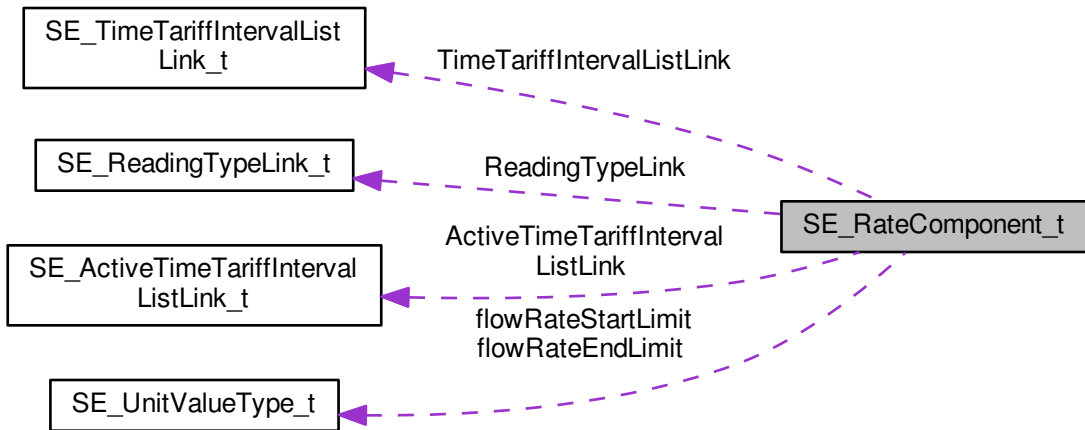 SE_TimeTariffIntervalList
Link_t
TimeTariffIntervalListLink
SE_ReadingTypeLink_t
ReadingTypeLink
SE_RateComponent_t
ActiveTimeTariffInterval
ListLink
SE_ActiveTimeTariffInterval
ListLink_t
flowRateStartLimit
flowRateEndLimit
SE_UnitValueType_t